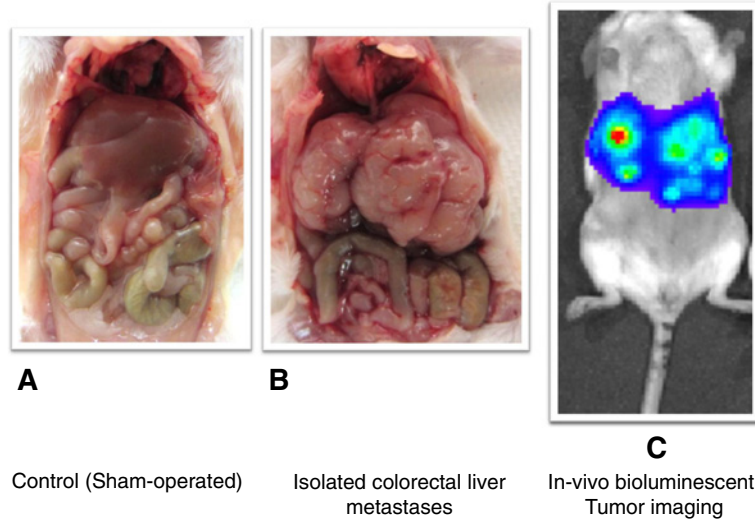 A
B
C
Control (Sham-operated)
Isolated colorectal liver
metastases
In-vivo bioluminescent
Tumor imaging